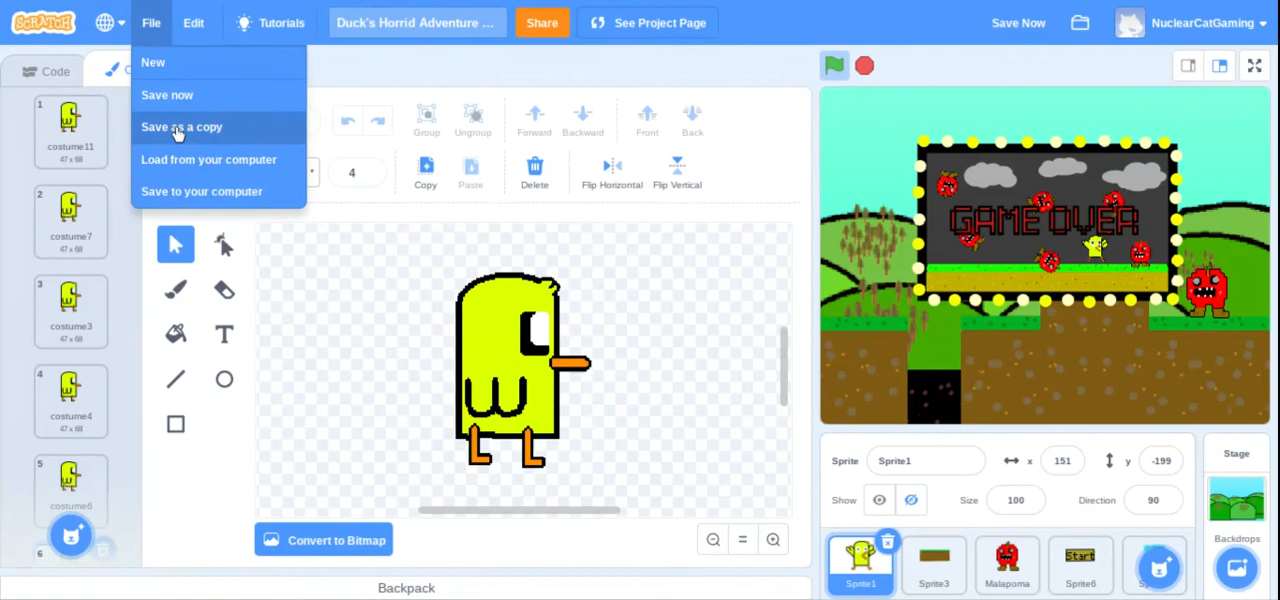 SCRATCH
File
Edit
Tutorials
Duck's Horrid Adventure ...
Share
See Project Page
Save Now
NuclearCatGaming
New
Save now
Save as a copy
Load from your computer
Save to your computer
Code
1
costume11
47 x 68
2
costume7
47 x 68
3
costume3
47 x 68
4
costume4
47 x 68
5
costume6
6
Group
Ungroup
Forward
Backward
Front
Back
4
Copy
Paste
Delete
Flip Horizontal
Flip Vertical
T
Convert to Bitmap
Backpack
GAME OVER
Sprite
Sprite1
x
151
y
-199
Show
Size
100
Direction
90
Sprite1
Sprite3
Malapoma
Start
Sprite6
Stage
Backdrops